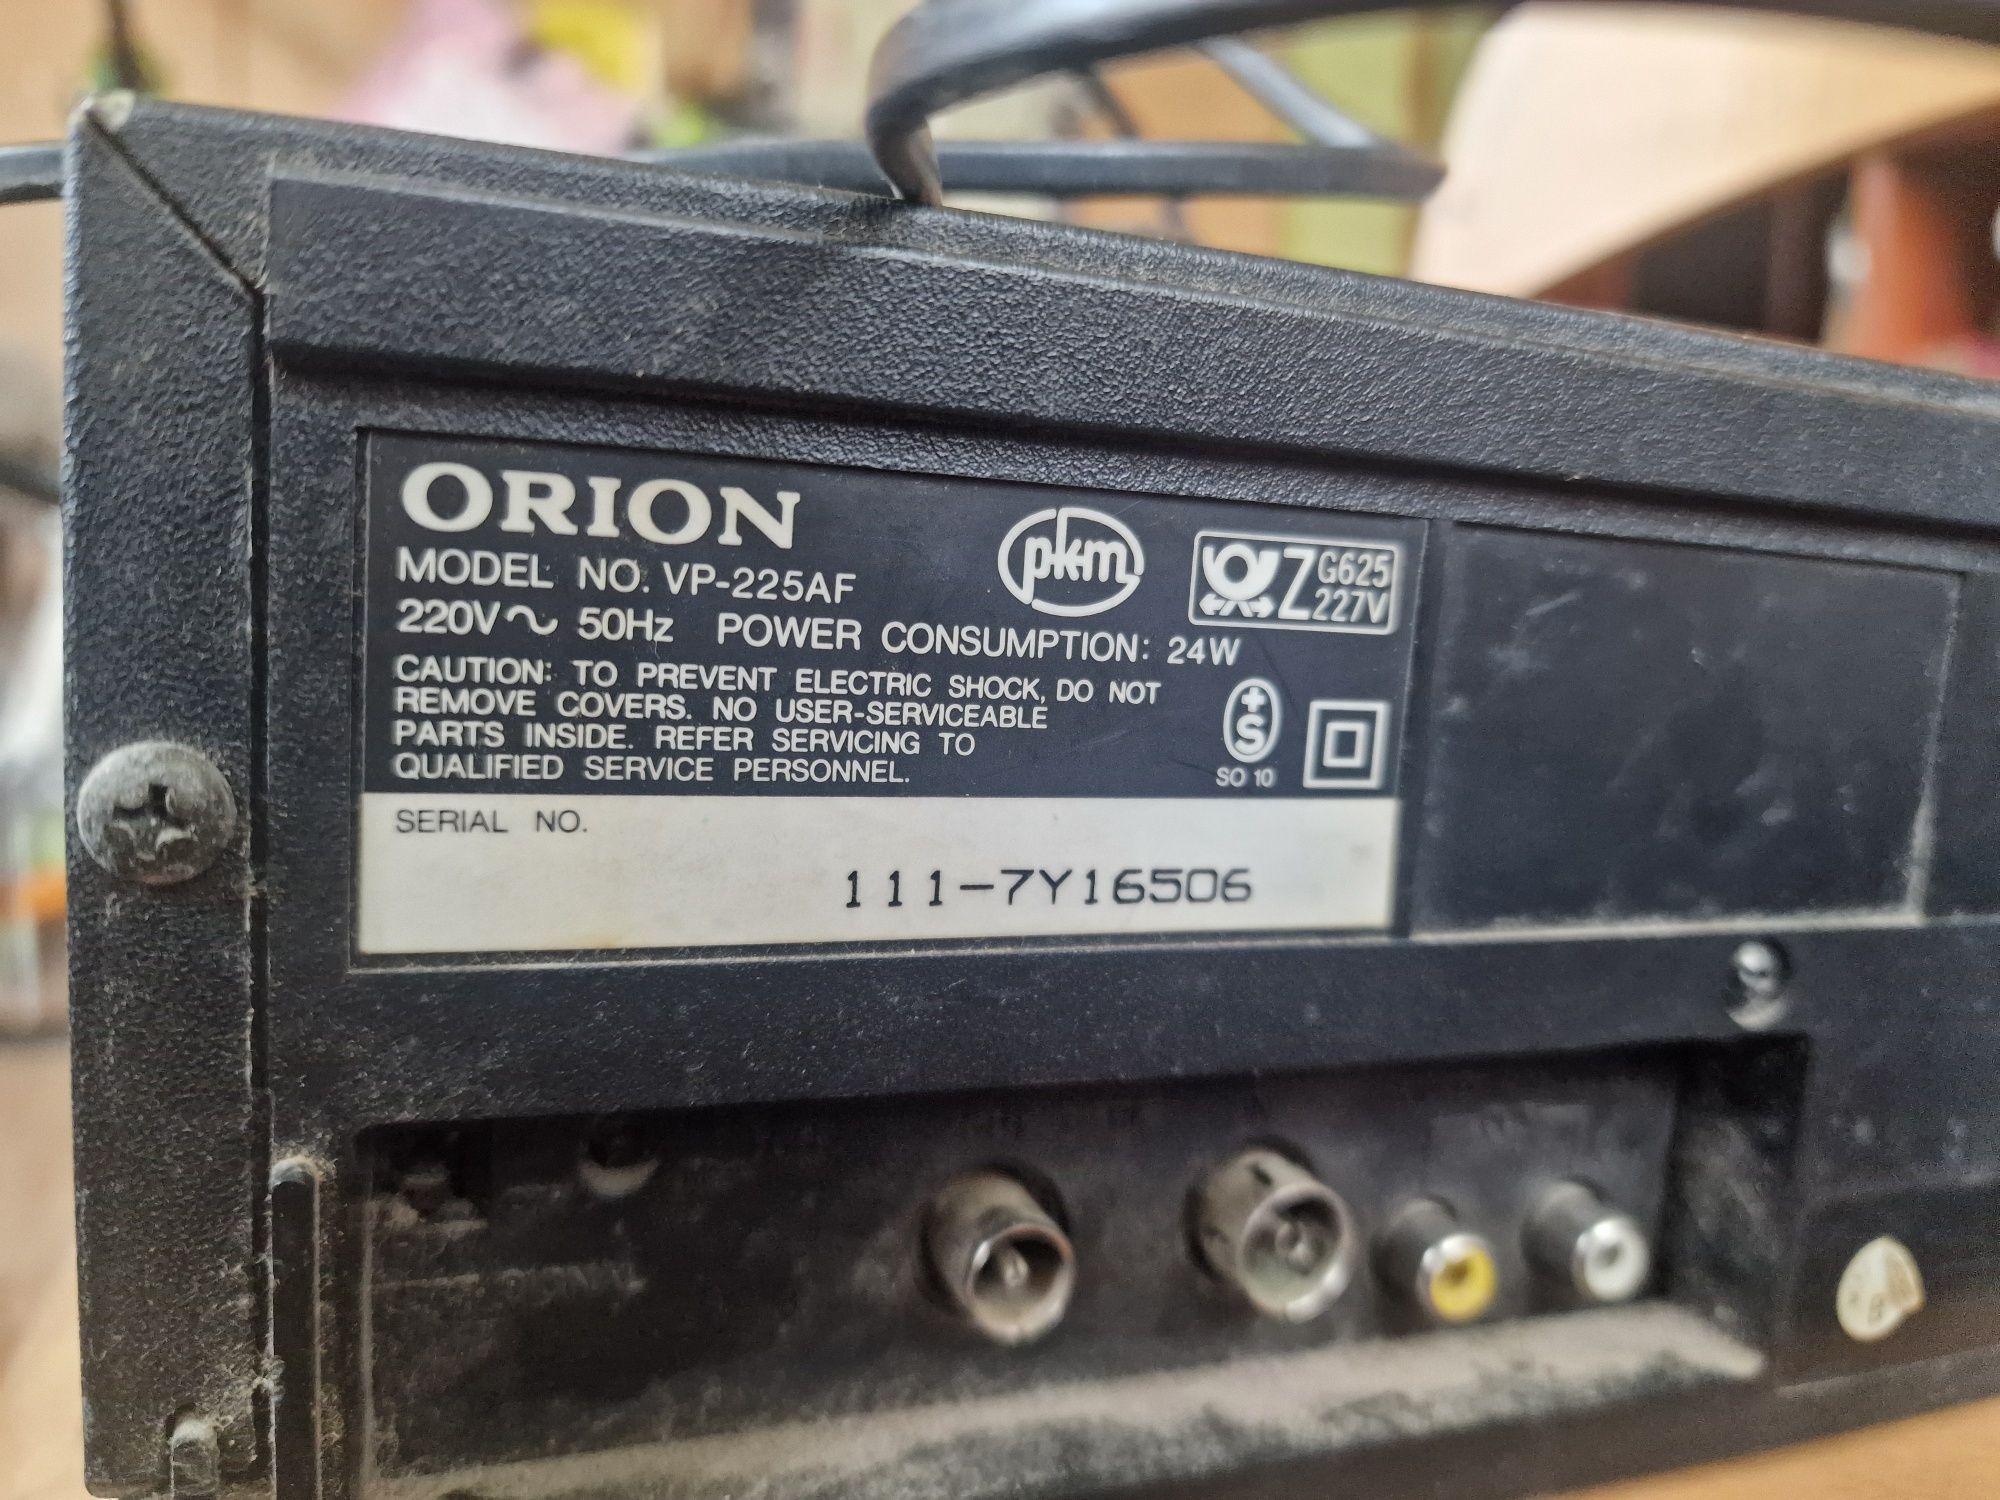 ORION
MODEL NO. VP-225AF
pkm
Z G625
227V
220V~ 50Hz POWER CONSUMPTION: 24W
CAUTION: TO PREVENT ELECTRIC SHOCK, DO NOT
REMOVE COVERS. NO USER-SERVICEABLE
PARTS INSIDE. REFER SERVICING TO
QUALIFIED SERVICE PERSONNEL.
+S
SO 10
SERIAL NO.
111-7Y16506